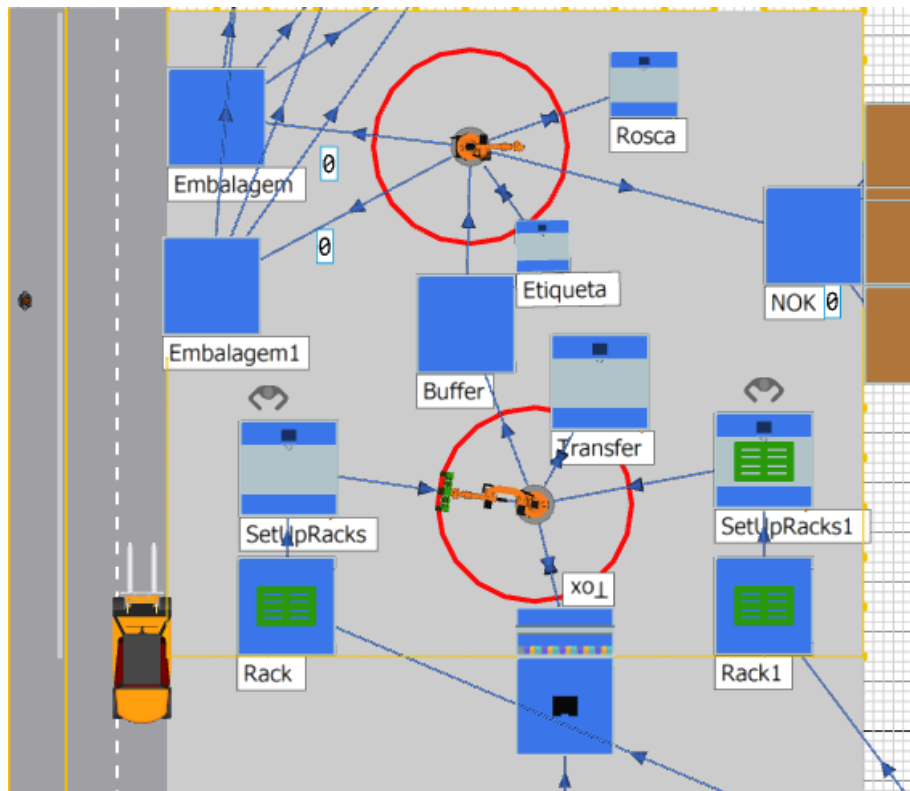 Rosca
Embalagem
0
Etiqueta
0
NOK 0
Embalagem1
Buffer
Transfer
SetUpRacks
SetUpRacks1
Tox
Rack
Rack1